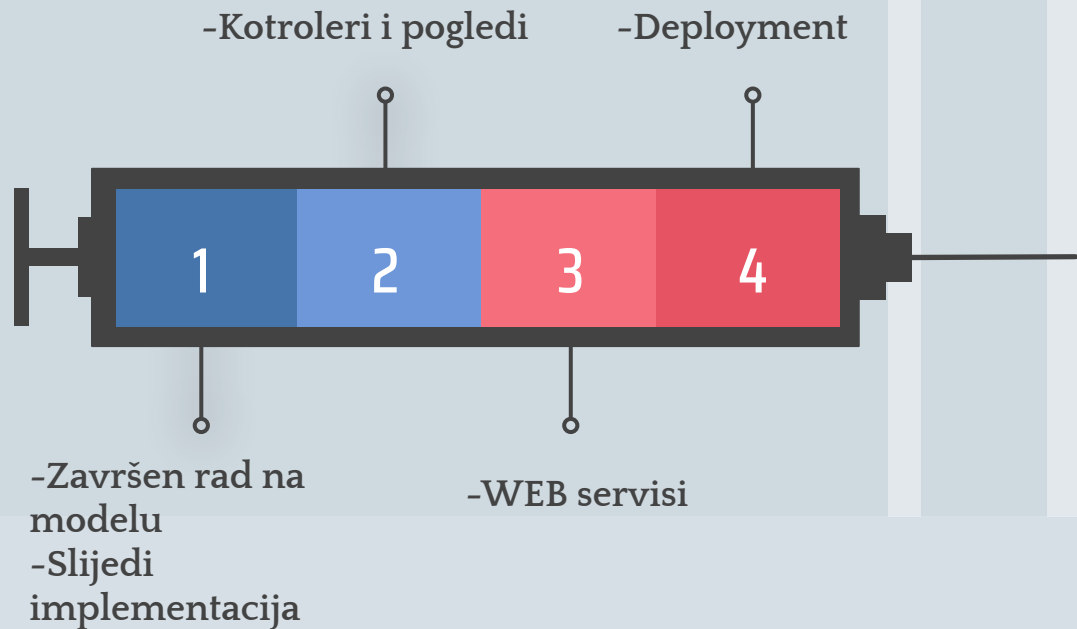 -Kotroleri i pogledi
-Deployment
1
2
3
4
-Završen rad na
modelu
-Slijedi
implementacija
-WEB servisi